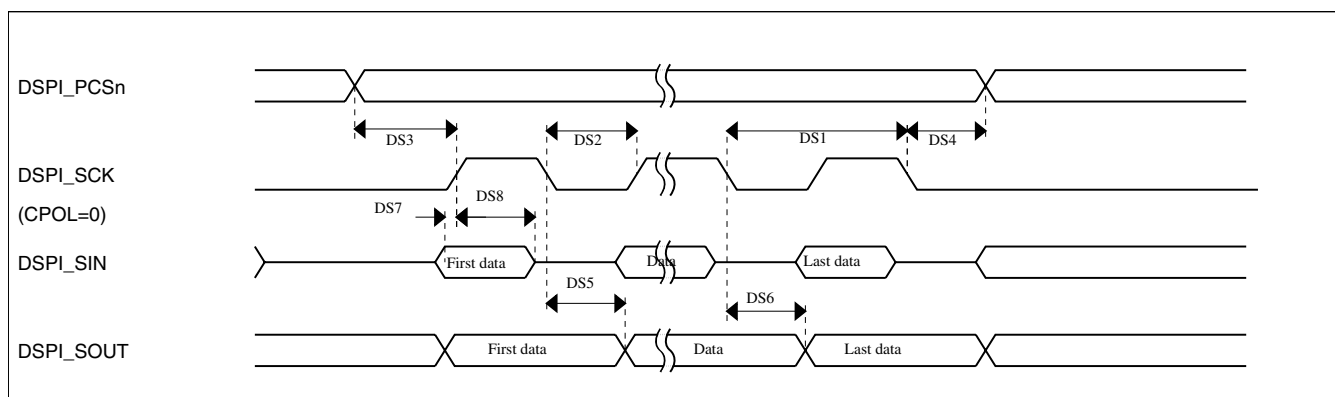 DSPI_PCSn
DS3
DS2
DS1
DS4
DSPI_SCK
(CPOL=0)
DS7
DS8
DSPI_SIN
First data
Data
Last data
DS5
DS6
DSPI_SOUT
First data
Data
Last data